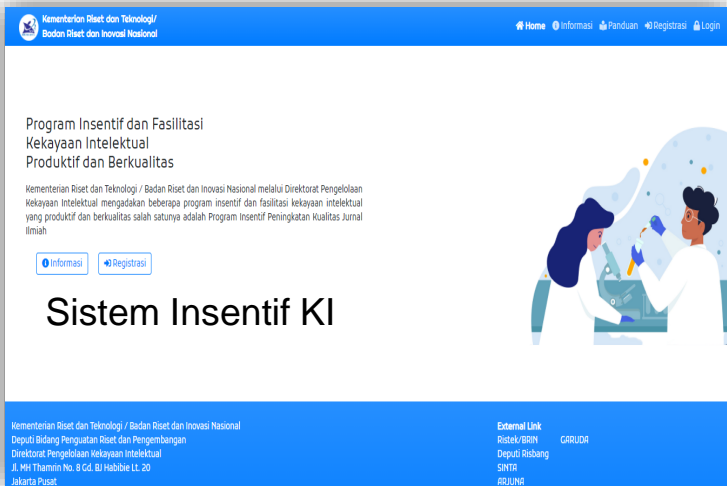 Kementerian Riset dan Teknologi/
Badan Riset dan Inovasi Nasional
Home Informasi Panduan Registrasi Login
Program Insentif dan Fasilitasi
Kekayaan Intelektual
Produktif dan Berkualitas
Kementerian Riset dan Teknologi / Badan Riset dan Inovasi Nasional melalui Direktorat Pengelolaan
Kekayaan Intelektual mengadakan beberapa program insentif dan fasilitasi kekayaan intelektual
yang produktif dan berkualitas salah satunya adalah Program Insentif Peningkatan Kualitas Jurnal
Ilmiah
Informasi Registrasi
Sistem Insentif KI
Kementerian Riset dan Teknologi / Badan Riset dan Inovasi Nasional
Deputi Bidang Penguatan Riset dan Pengembangan
Direktorat Pengelolaan Kekayaan Intelektual
Jl. MH Thamrin No. 8 Gd. BJ Habibie Lt. 20
Jakarta Pusat
External Link
Ristek/BRIN GARUDA
Deputi Risbang
SINTA
ARJUNA